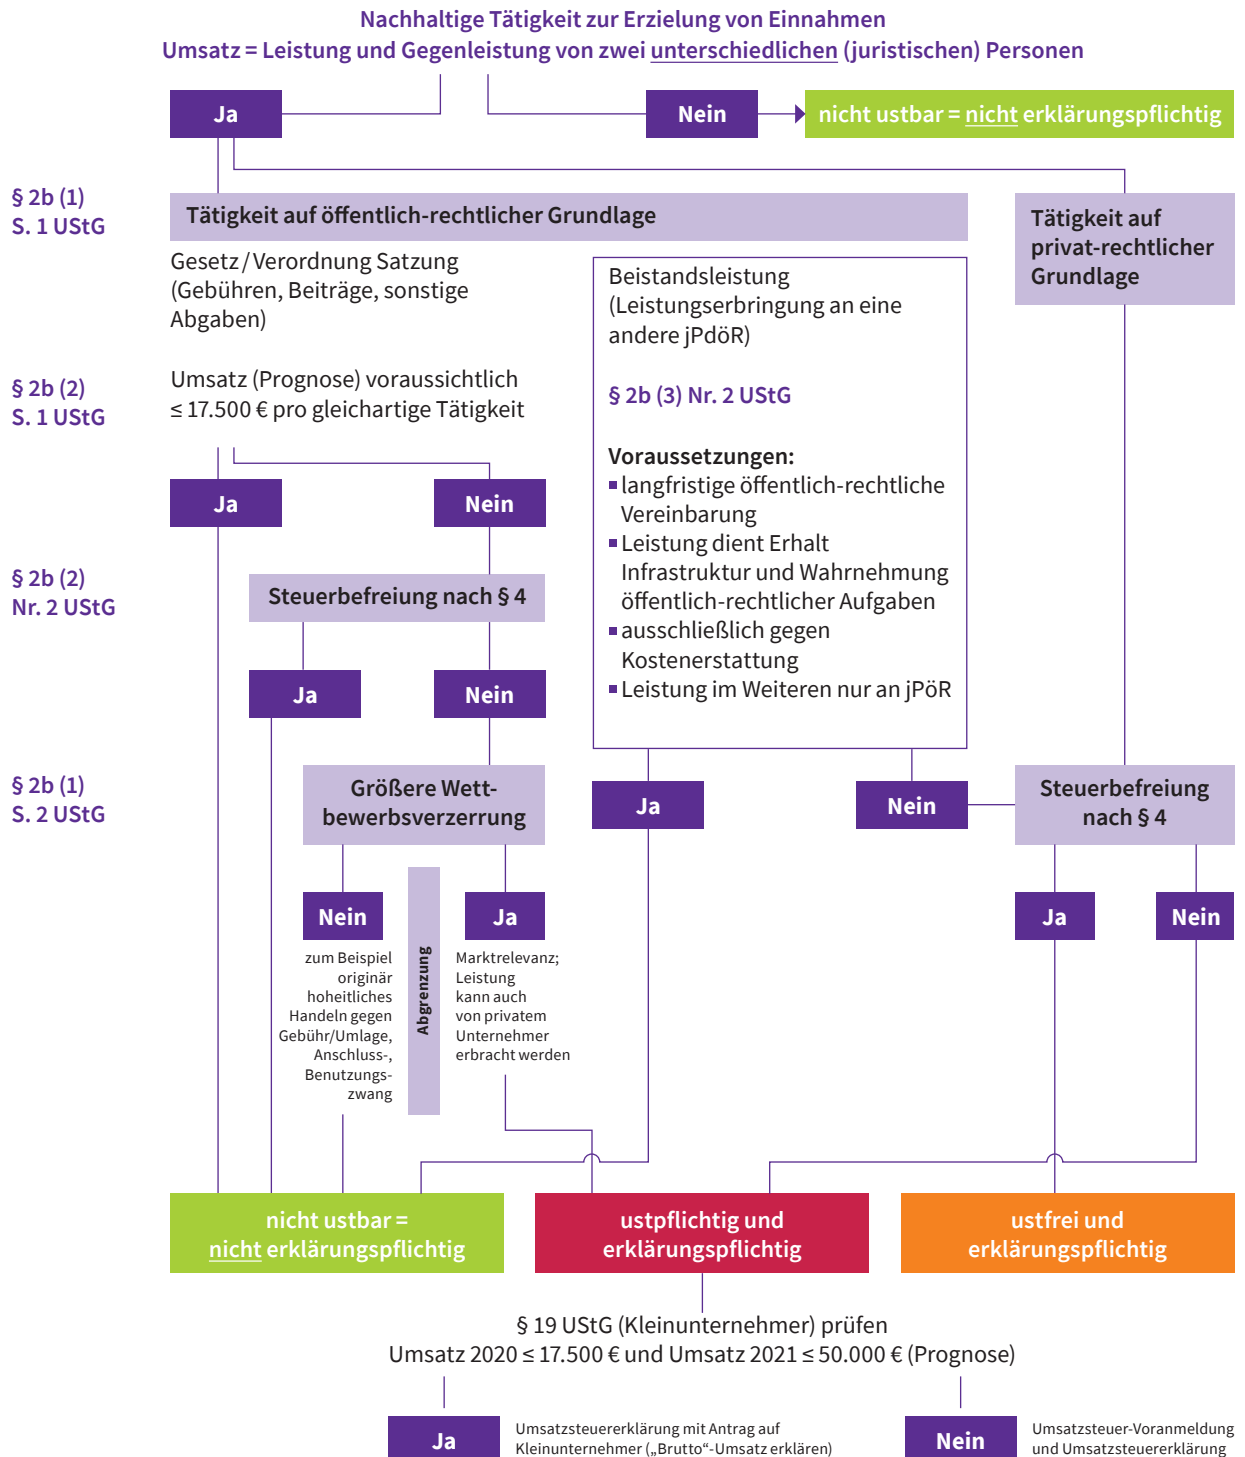 Nachhaltige Tätigkeit zur Erzielung von Einnahmen
Umsatz = Leistung und Gegenleistung von zwei unterschiedlichen (juristischen) Personen
Ja
Nein
nicht ustbar = nicht erklärungspflichtig
§ 2b (1)
S. 1 UStG
Tätigkeit auf öffentlich-rechtlicher Grundlage
Tätigkeit auf
privat-rechtlicher
Grundlage
Gesetz/Verordnung Satzung
(Gebühren, Beiträge, sonstige
Abgaben)
§ 2b (2)
S. 1 UStG
Umsatz (Prognose) voraussichtlich
≤ 17.500 € pro gleichartige Tätigkeit
Beistandsleistung
(Leistungserbringung an eine
andere jPdöR)
§ 2b (3) Nr. 2 UStG
Voraussetzungen:
▪ langfristige öffentlich-rechtliche
Vereinbarung
▪ Leistung dient Erhalt
Infrastruktur und Wahrnehmung
öffentlich-rechtlicher Aufgaben
▪ ausschließlich gegen
Kostenerstattung
▪ Leistung im Weiteren nur an jPöR
Ja
Nein
§ 2b (2)
Nr. 2 UStG
Steuerbefreiung nach § 4
Ja
Nein
§ 2b (1)
S. 2 UStG
Größere Wett-
bewerbsverzerrung
Ja
Nein
Steuerbefreiung
nach § 4
Nein
Abgrenzung
Ja
Ja
Nein
zum Beispiel
originär
hoheitliches
Handeln gegen
Gebühr/Umlage,
Anschluss-,
Benutzungs-
zwang
Marktrelevanz;
Leistung
kann auch
von privatem
Unternehmer
erbracht werden
nicht ustbar =
nicht erklärungspflichtig
ustpflichtig und
erklärungspflichtig
ustfrei und
erklärungspflichtig
§ 19 UStG (Kleinunternehmer) prüfen
Umsatz 2020 ≤ 17.500 € und Umsatz 2021 ≤ 50.000 € (Prognose)
Ja
Umsatzsteuererklärung mit Antrag auf
Kleinunternehmer („Brutto“-Umsatz erklären)
Nein
Umsatzsteuer-Voranmeldung
und Umsatzsteuererklärung